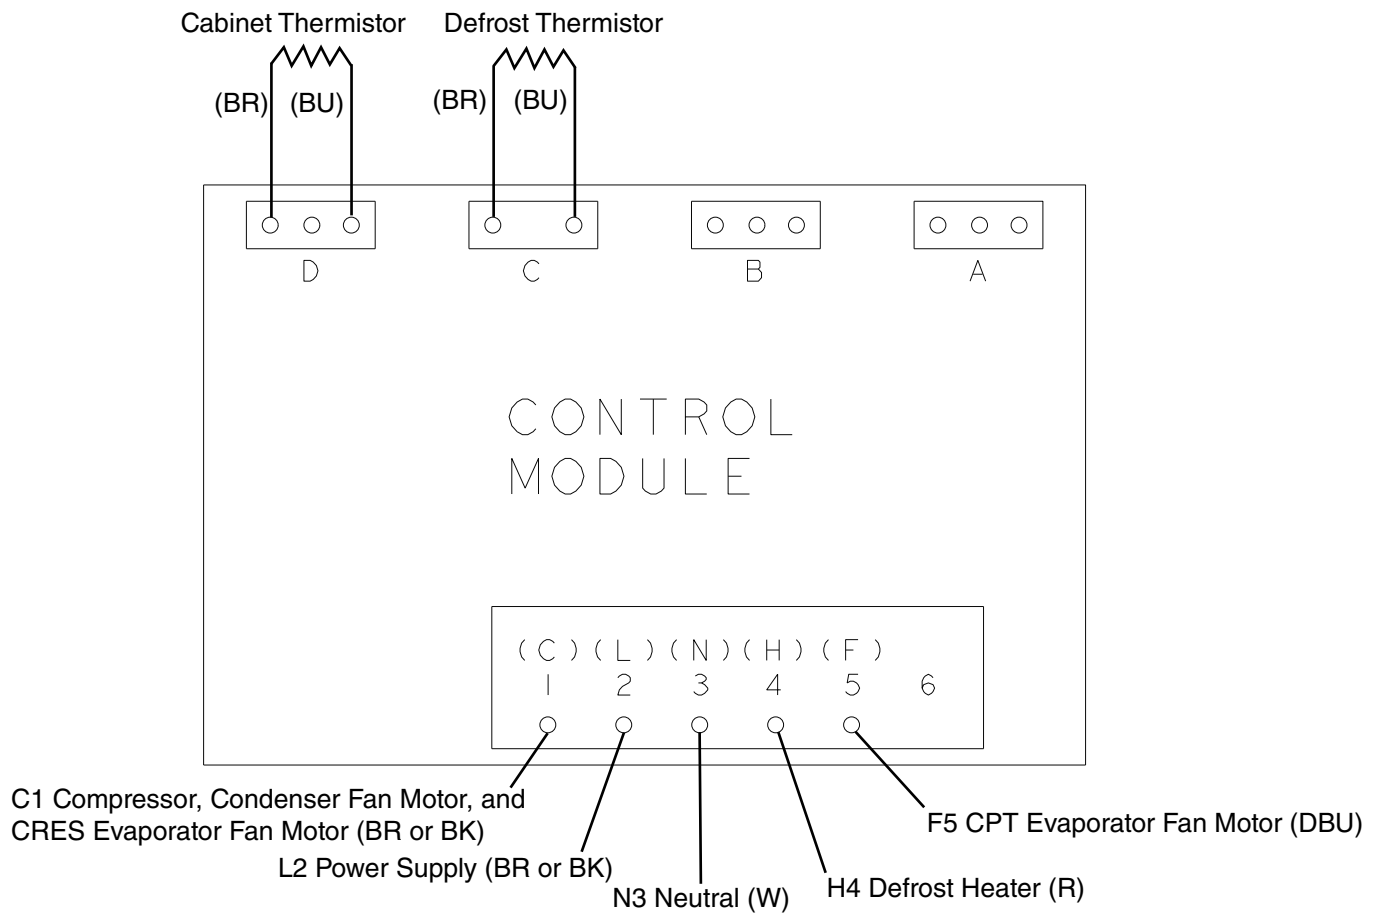 Cabinet Thermistor
Defrost Thermistor
(BR)
(BU)
(BR)
(BU)
D
C
B
A
CONTROL
MODULE
(C) (L) (N) (H) (F)
1 2 3 4 5 6
C1 Compressor, Condenser Fan Motor, and
CRES Evaporator Fan Motor (BR or BK)
F5 CPT Evaporator Fan Motor (DBU)
L2 Power Supply (BR or BK)
N3 Neutral (W)
H4 Defrost Heater (R)